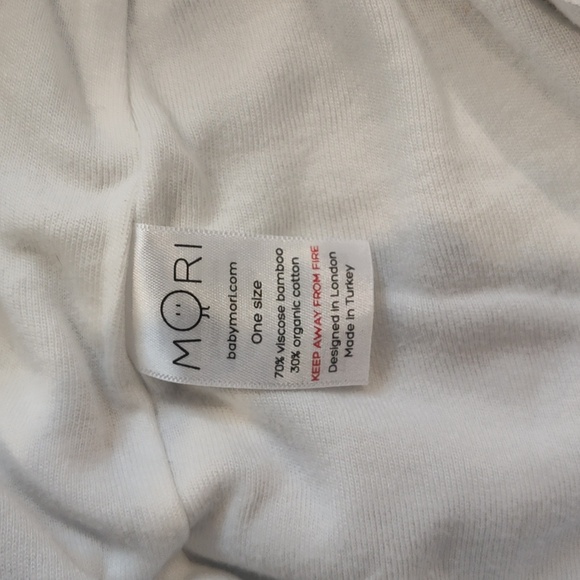 MORI
babymori.com
One size
70% viscose bamboo
30% organic cotton
KEEP AWAY FROM FIRE
Designed in London
Made in Turkey